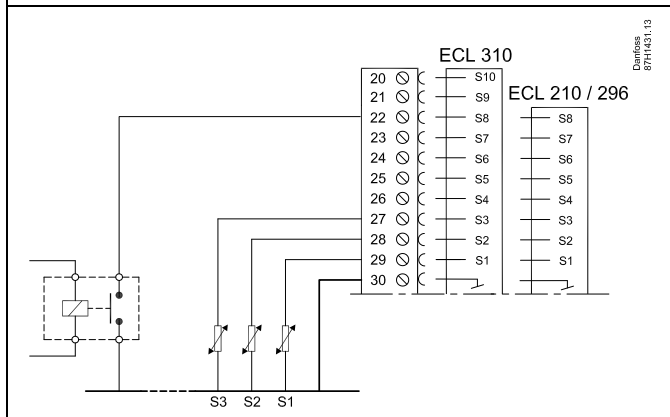 Danfoss
87H1431.13
ECL 310
ECL 210 / 296
20 S10
21 S9
22 S8 S8
23 S7 S7
24 S6 S6
25 S5 S5
26 S4 S4
27 S3 S3
28 S2 S2
29 S1 S1
30
S3 S2 S1